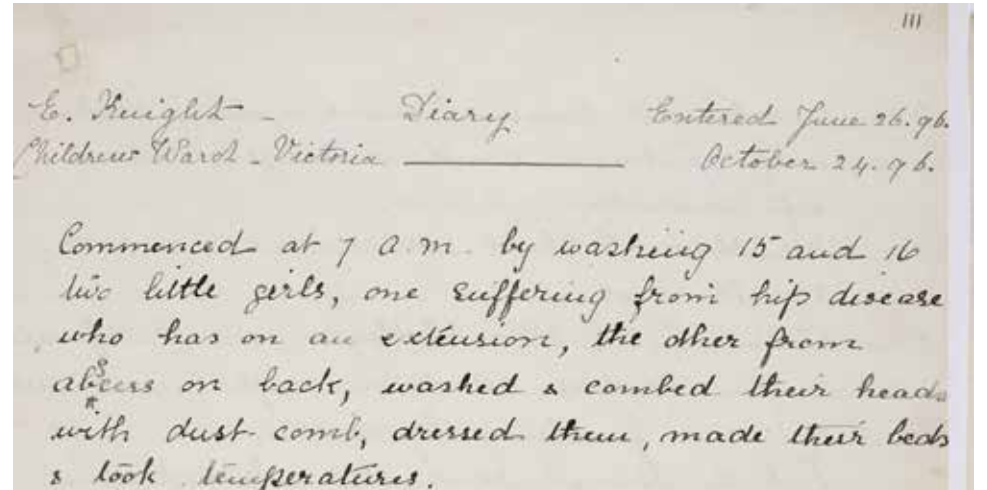 111
E. Knight - Diary Entered June 26.96.
Childrens Ward - Victoria October 24.96.
Commenced at 7 a.m. by washing 15 and 16
two little girls, one suffering from hip disease
who has on an extension, the other from
abscess on back, washed & combed their heads
with dust comb, dressed them, made their beds
& took temperatures.